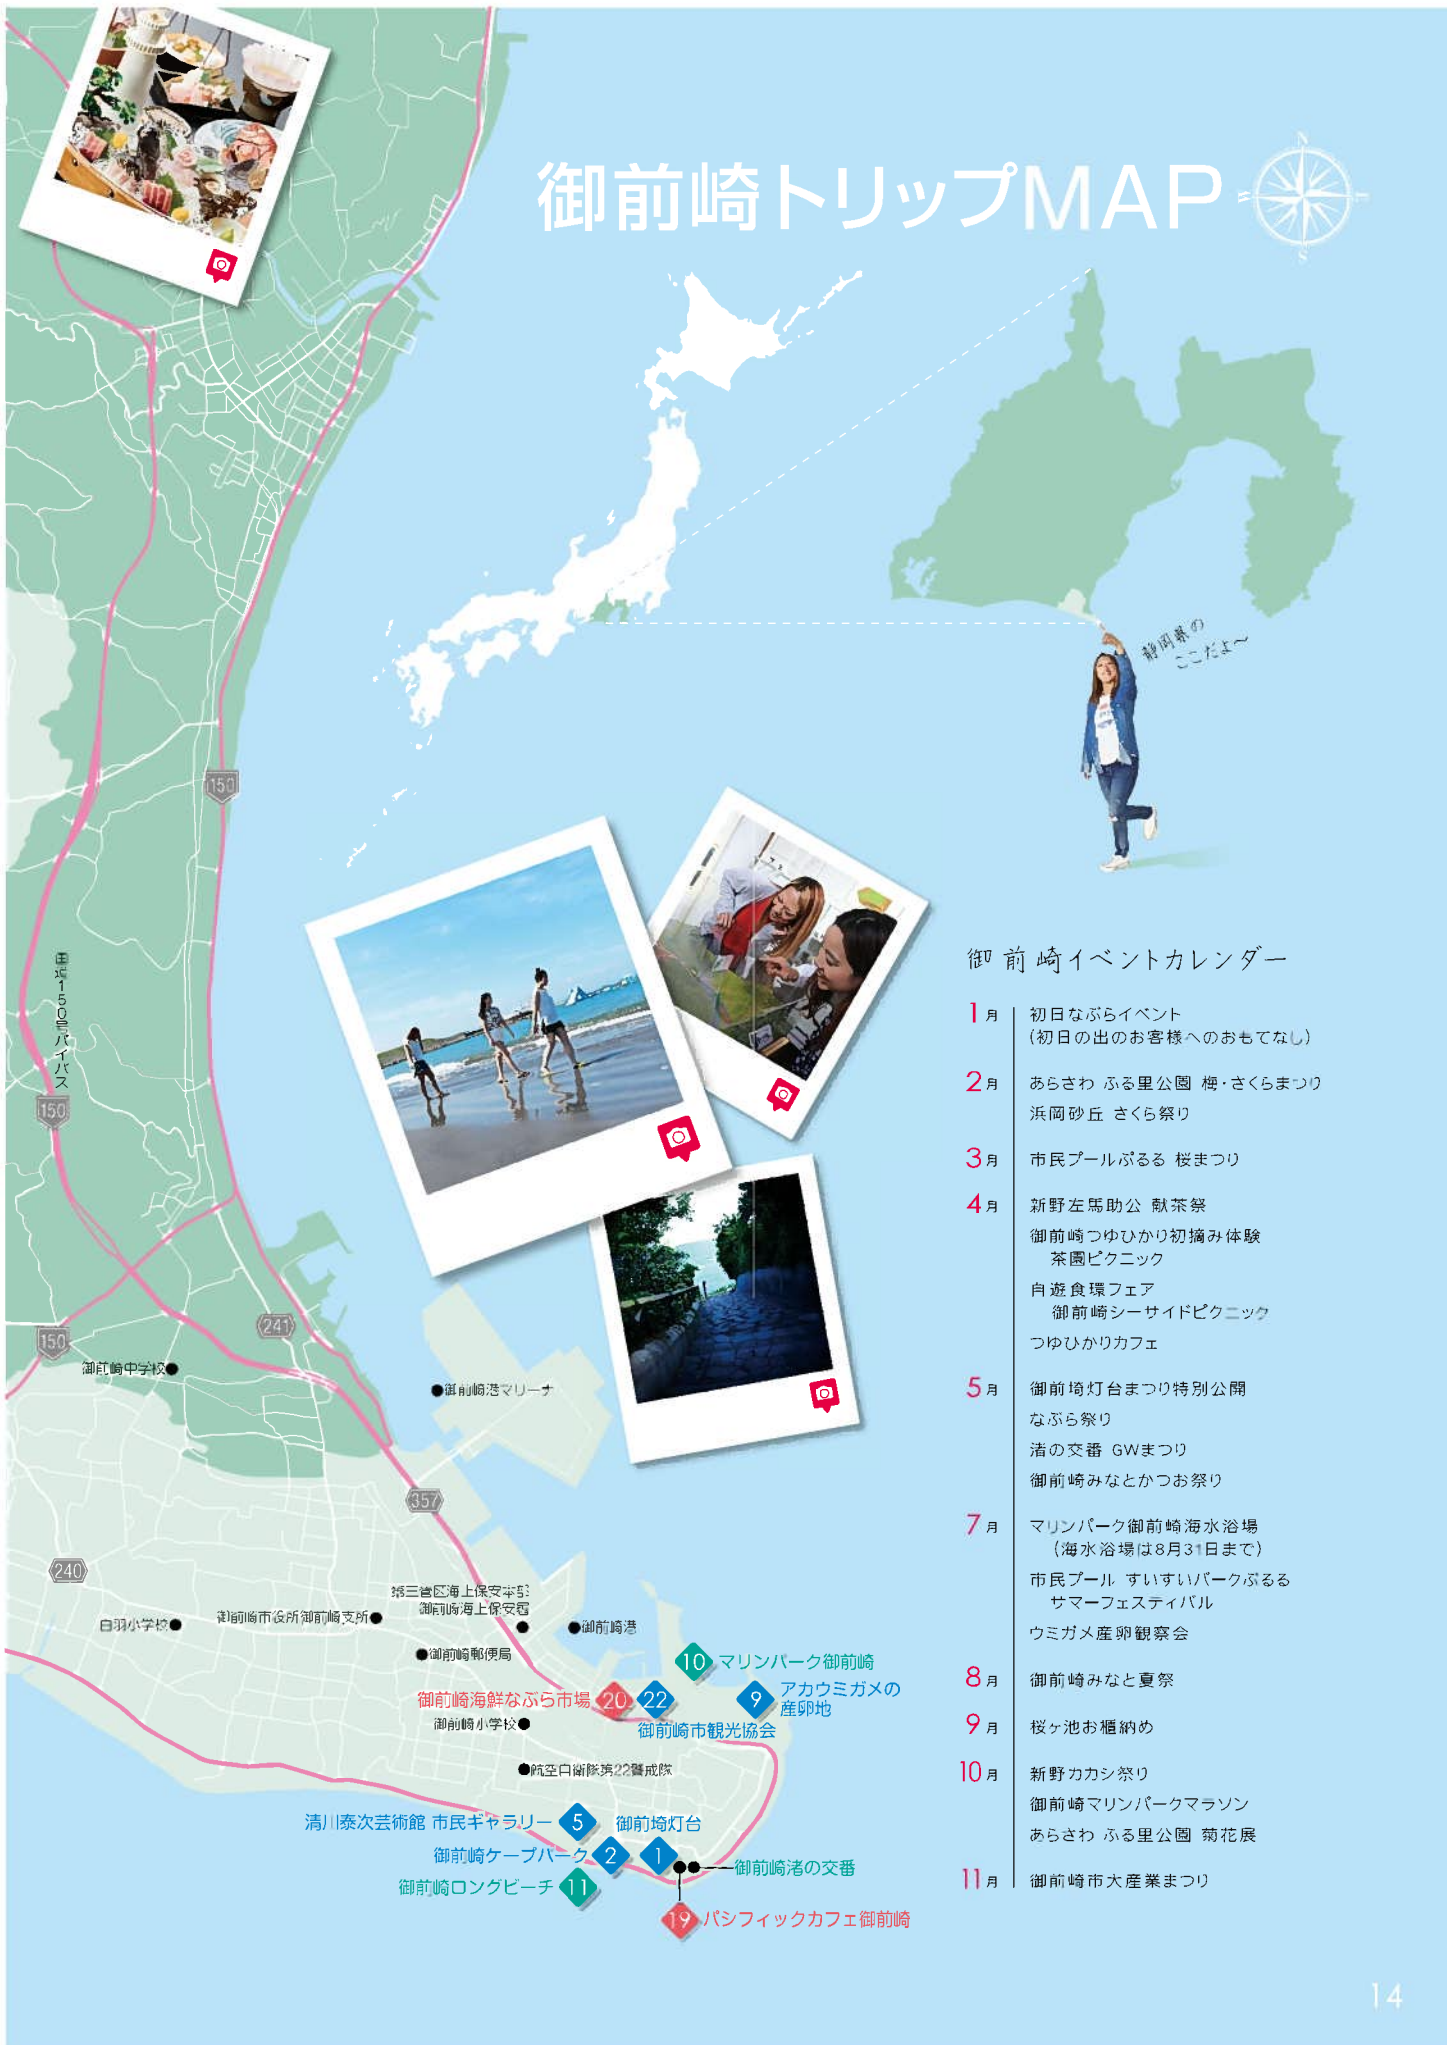 御前崎トリップMAP
N
S
静岡県の
ここだよ～
150
国道150号バイパス
150
150
241
御前崎中学校
御前崎港マリーナ
357
240
第三管区海上保安本部
御前崎海上保安署
白羽小学校
御前崎市役所御前崎支所
御前崎港
御前崎郵便局
10 マリンパーク御前崎
御前崎海鮮なぶら市場 20
22
9 アカウミガメの
産卵地
御前崎小学校
御前崎市観光協会
航空自衛隊第22警戒隊
清川泰次芸術館 市民ギャラリー 5
御前埼灯台
御前崎ケープパーク 2
1
御前崎渚の交番
御前崎ロングビーチ 11
19 パシフィックカフェ御前崎
御前崎イベントカレンダー
1月 初日なぶらイベント
(初日の出のお客様へのおもてなし)
2月 あらさわ ふる里公園 梅・さくらまつり
浜岡砂丘 さくら祭り
3月 市民プールぷるる 桜まつり
4月 新野左馬助公 献茶祭
御前崎つゆひかり初摘み体験
茶園ピクニック
自遊食環フェア
御前崎シーサイドピクニック
つゆひかりカフェ
5月 御前埼灯台まつり特別公開
なぶら祭り
渚の交番 GWまつり
御前崎みなとかつお祭り
7月 マリンパーク御前崎海水浴場
(海水浴場は8月31日まで)
市民プール すいすいパークぷるる
サマーフェスティバル
ウミガメ産卵観察会
8月 御前崎みなと夏祭
9月 桜ヶ池お櫃納め
10月 新野カカシ祭り
御前崎マリンパークマラソン
あらさわ ふる里公園 菊花展
11月 御前崎市大産業まつり
14